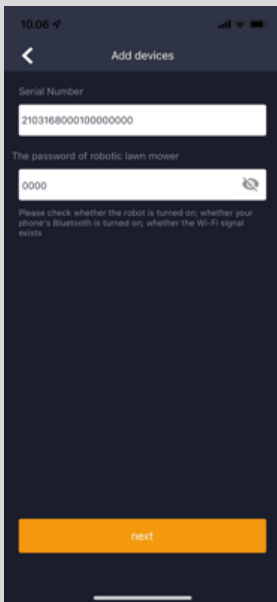 10.06
Add devices
Serial Number
2103168000100000000
The password of robotic lawn mower
0000
Please check whether the robot is turned on; whether your
phone's Bluetooth is turned on; whether the Wi-Fi signal
exists
next